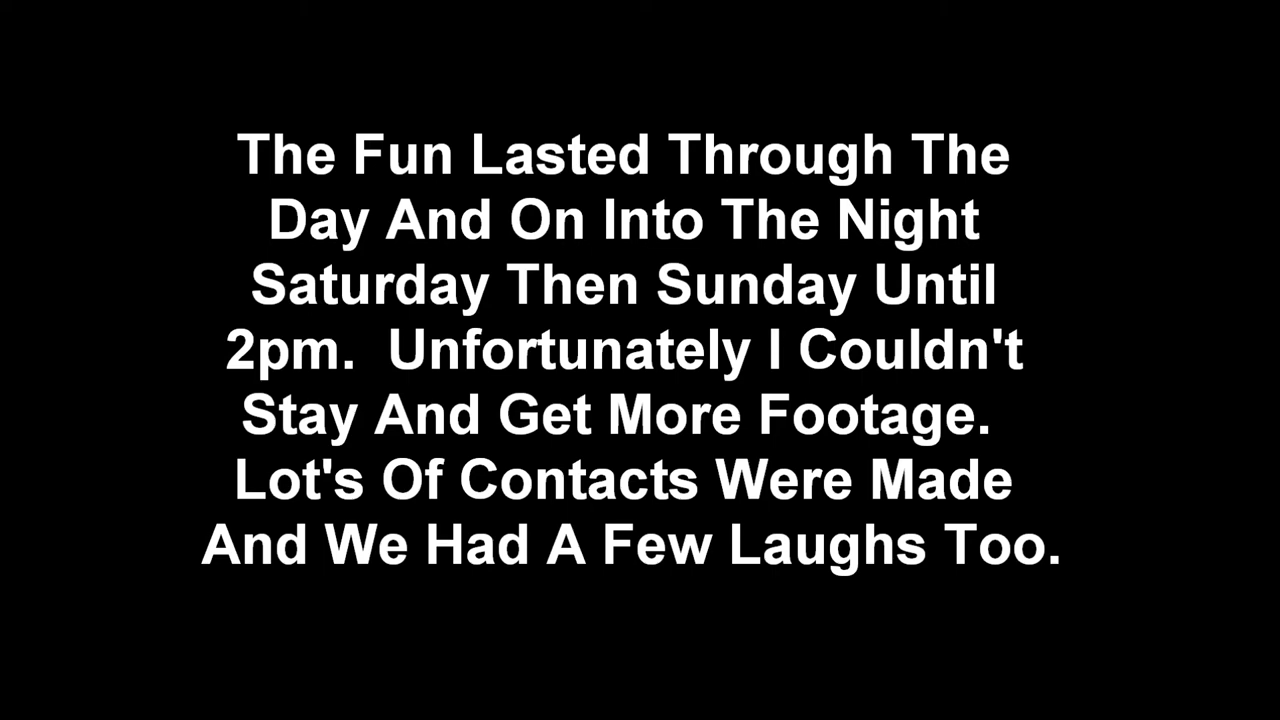 The Fun Lasted Through The
Day And On Into The Night
Saturday Then Sunday Until
2pm.  Unfortunately I Couldn't
Stay And Get More Footage.
Lot's Of Contacts Were Made
And We Had A Few Laughs Too.